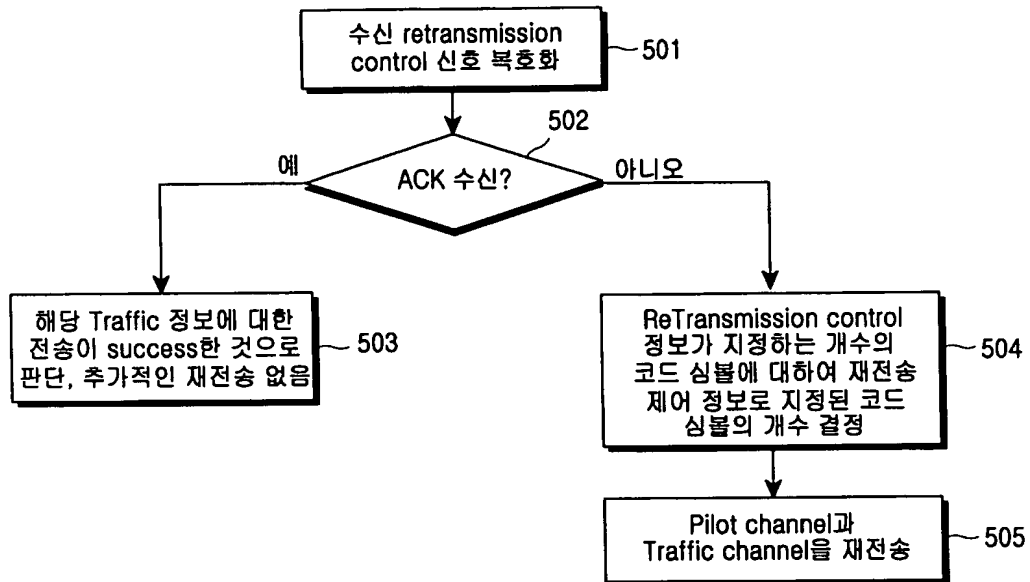 수신 retransmission
control 신호 복호화
501
502
예
ACK 수신?
아니오
해당 Traffic 정보에 대한
전송이 success한 것으로
판단, 추가적인 재전송 없음
503
ReTransmission control
정보가 지정하는 개수의
코드 심볼에 대하여 재전송
제어 정보로 지정된 코드
심볼의 개수 결정
504
Pilot channel과
Traffic channel을 재전송
505